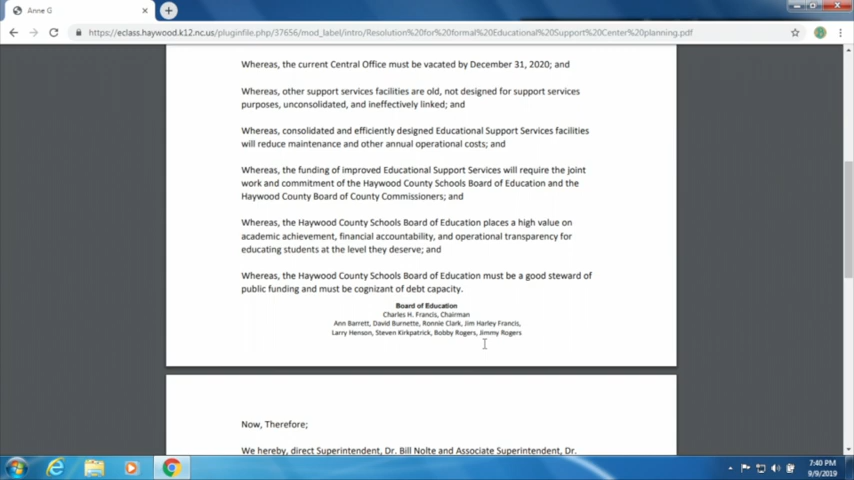 Anne G
https://eclass.haywood.k12.nc.us/pluginfile.php/37656/mod_label/intro/Resolution%20for%20formal%20Educational%20Support%20Center%20planning.pdf
Whereas, the current Central Office must be vacated by December 31, 2020; and
Whereas, other support services facilities are old, not designed for support services
purposes, unconsolidated, and ineffectively linked; and
Whereas, consolidated and efficiently designed Educational Support Services facilities
will reduce maintenance and other annual operational costs; and
Whereas, the funding of improved Educational Support Services will require the joint
work and commitment of the Haywood County Schools Board of Education and the
Haywood County Board of County Commissioners; and
Whereas, the Haywood County Schools Board of Education places a high value on
academic achievement, financial accountability, and operational transparency for
educating students at the level they deserve; and
Whereas, the Haywood County Schools Board of Education must be a good steward of
public funding and must be cognizant of debt capacity.
Board of Education
Charles H. Francis, Chairman
Ann Barrett, David Burnette, Ronnie Clark, Jim Harley Francis,
Larry Henson, Steven Kirkpatrick, Bobby Rogers, Jimmy Rogers
Now, Therefore;
We hereby, direct Superintendent, Dr. Bill Nolte and Associate Superintendent, Dr.
7:40 PM
9/9/2019